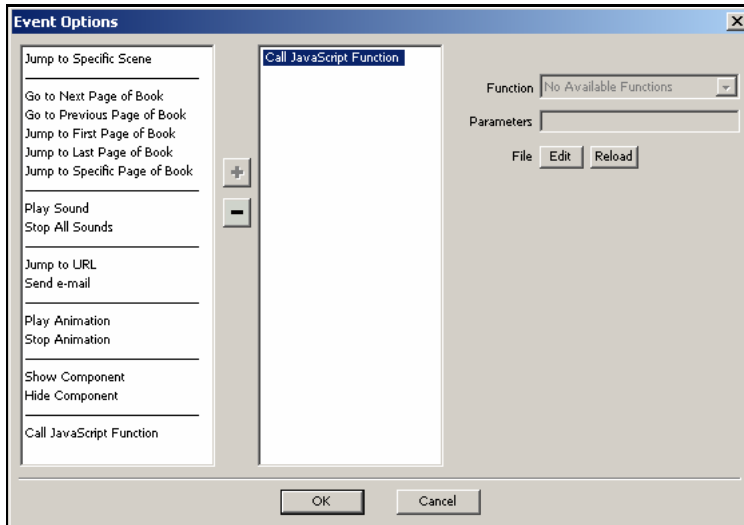 Event Options
Jump to Specific Scene
Go to Next Page of Book
Go to Previous Page of Book
Jump to First Page of Book
Jump to Last Page of Book
Jump to Specific Page of Book
Play Sound
Stop All Sounds
Jump to URL
Send e-mail
Play Animation
Stop Animation
Show Component
Hide Component
Call JavaScript Function
Call JavaScript Function
Function No Available Functions
Parameters
File Edit Reload
OK Cancel